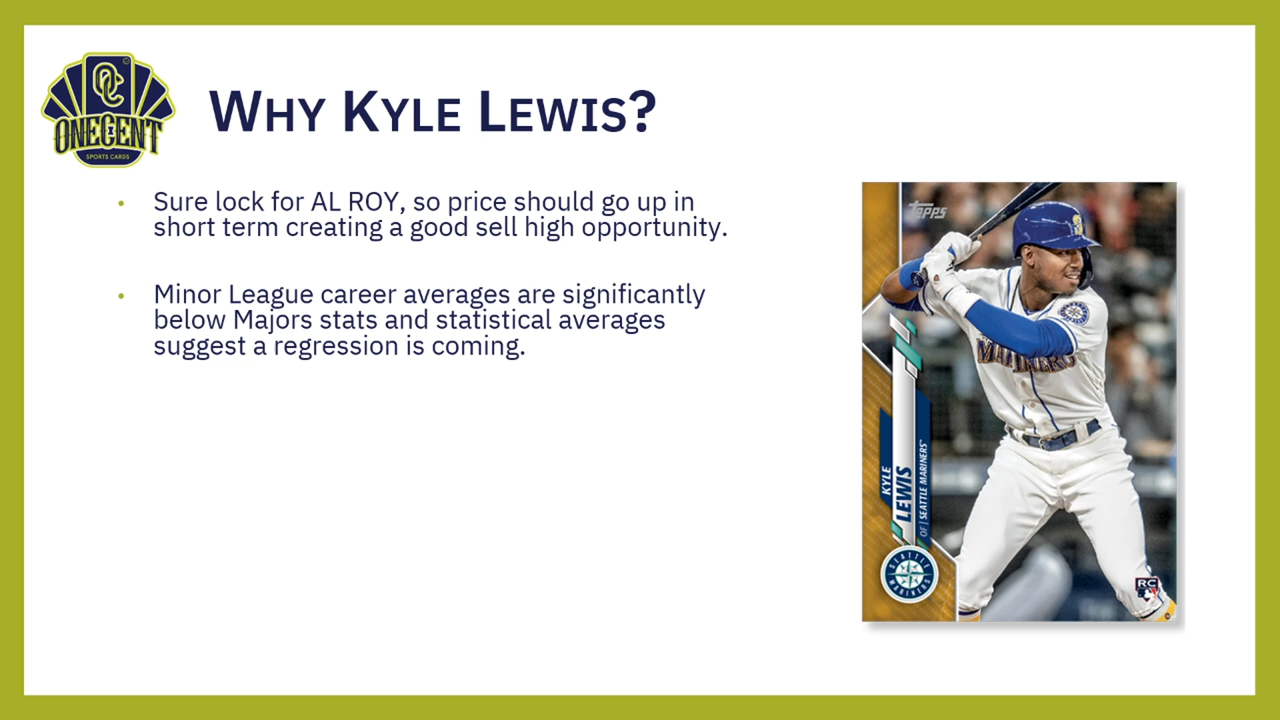 OC
ONECENT
SPORTS CARDS
WHY KYLE LEWIS?
• Sure lock for AL ROY, so price should go up in
short term creating a good sell high opportunity.
• Minor League career averages are significantly
below Majors stats and statistical averages
suggest a regression is coming.
Topps
MARINERS
KYLE
LEWIS
OF | SEATTLE MARINERS™
SEATTLE
MARINERS
RC